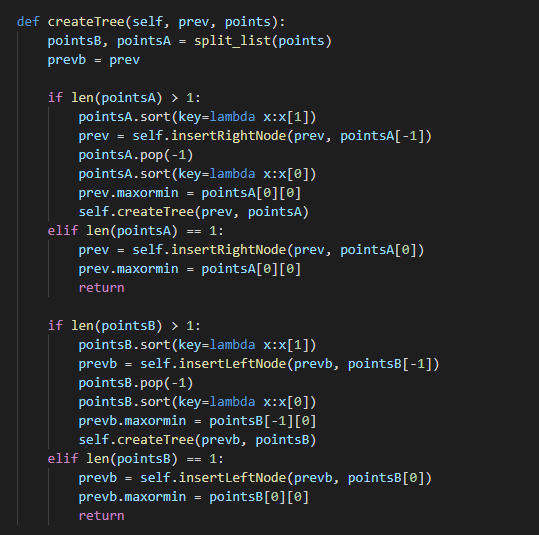 def createTree(self, prev, points):
    pointsB, pointsA = split_list(points)
    prevb = prev

    if len(pointsA) > 1:
        pointsA.sort(key=lambda x:x[1])
        prev = self.insertRightNode(prev, pointsA[-1])
        pointsA.pop(-1)
        pointsA.sort(key=lambda x:x[0])
        prev.maxormin = pointsA[0][0]
        self.createTree(prev, pointsA)
    elif len(pointsA) == 1:
        prev = self.insertRightNode(prev, pointsA[0])
        prev.maxormin = pointsA[0][0]
        return

    if len(pointsB) > 1:
        pointsB.sort(key=lambda x:x[1])
        prevb = self.insertLeftNode(prevb, pointsB[-1])
        pointsB.pop(-1)
        pointsB.sort(key=lambda x:x[0])
        prevb.maxormin = pointsB[-1][0]
        self.createTree(prevb, pointsB)
    elif len(pointsB) == 1:
        prevb = self.insertLeftNode(prevb, pointsB[0])
        prevb.maxormin = pointsB[0][0]
        return